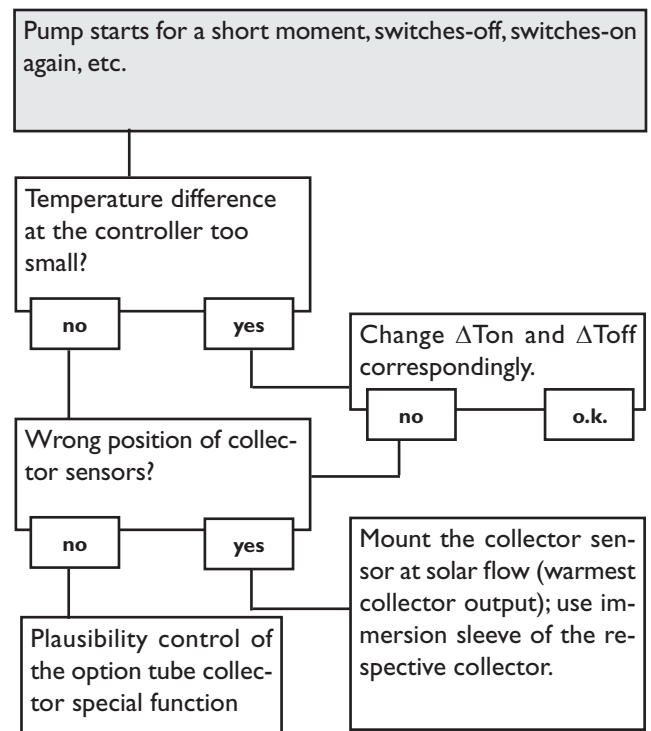 Pump starts for a short moment, switches-off, switches-on
again, etc.
Temperature difference
at the controller too
small?
no
yes
Change ΔTon and ΔToff
correspondingly.
no
o.k.
Wrong position of collec-
tor sensors?
no
yes
Mount the collector sen-
sor at solar flow (warmest
collector output); use im-
mersion sleeve of the re-
spective collector.
Plausibility control of
the option tube collec-
tor special function